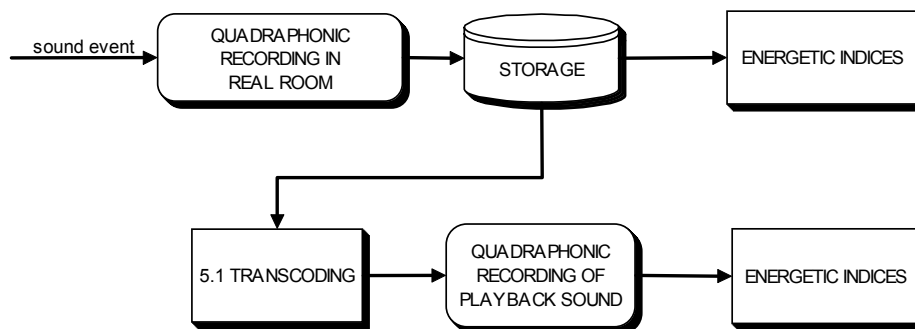 sound event
QUADRAPHONIC
RECORDING IN
REAL ROOM
STORAGE
ENERGETIC INDICES
5.1 TRANSCODING
QUADRAPHONIC
RECORDING OF
PLAYBACK SOUND
ENERGETIC INDICES